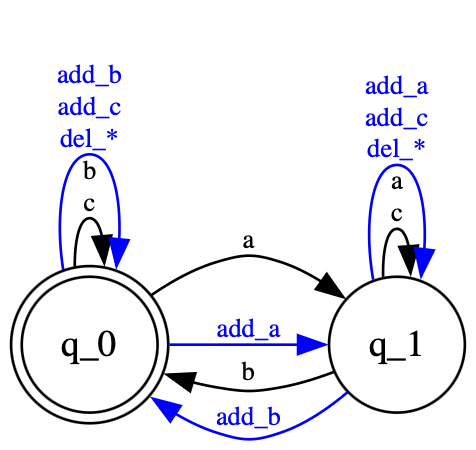 add_b
add_c
del_*
b
c
add_a
add_c
del_*
a
c
a
q_0
add_a
q_1
b
add_b